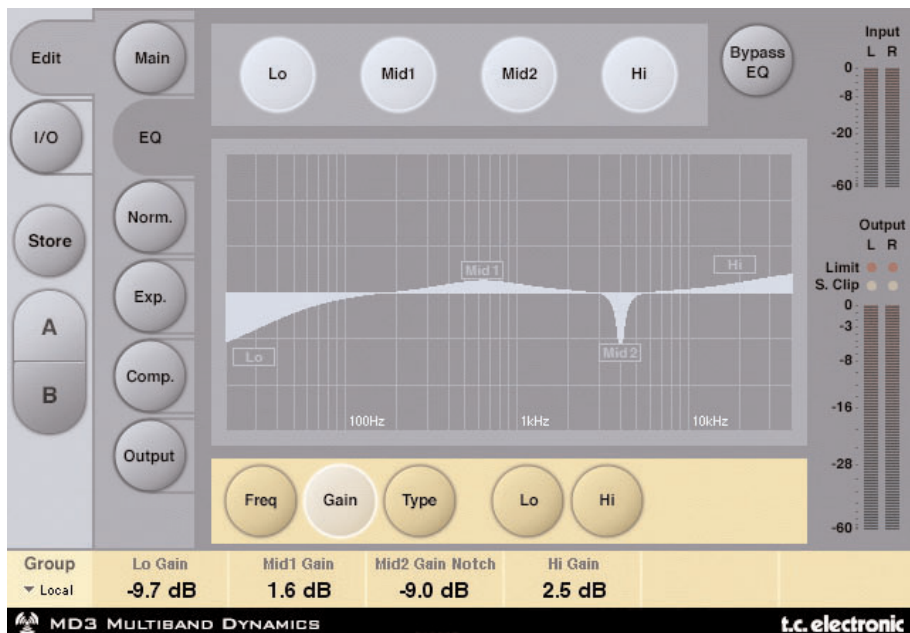 Edit
I/O
Store
A
B
Main
EQ
Norm.
Exp.
Comp.
Output
Lo
Mid1
Mid2
Hi
Bypass
EQ
Lo
Mid 1
Mid 2
Hi
100Hz
1kHz
10kHz
Freq
Gain
Type
Lo
Hi
Input
L R
0
-8
-20
-60
Output
L R
Limit
S. Clip
0
-3
-8
-16
-28
-60
Group
Local
Lo Gain
-9.7 dB
Mid1 Gain
1.6 dB
Mid2 Gain Notch
-9.0 dB
Hi Gain
2.5 dB
MD3 MULTIBAND DYNAMICS
t.c. electronic